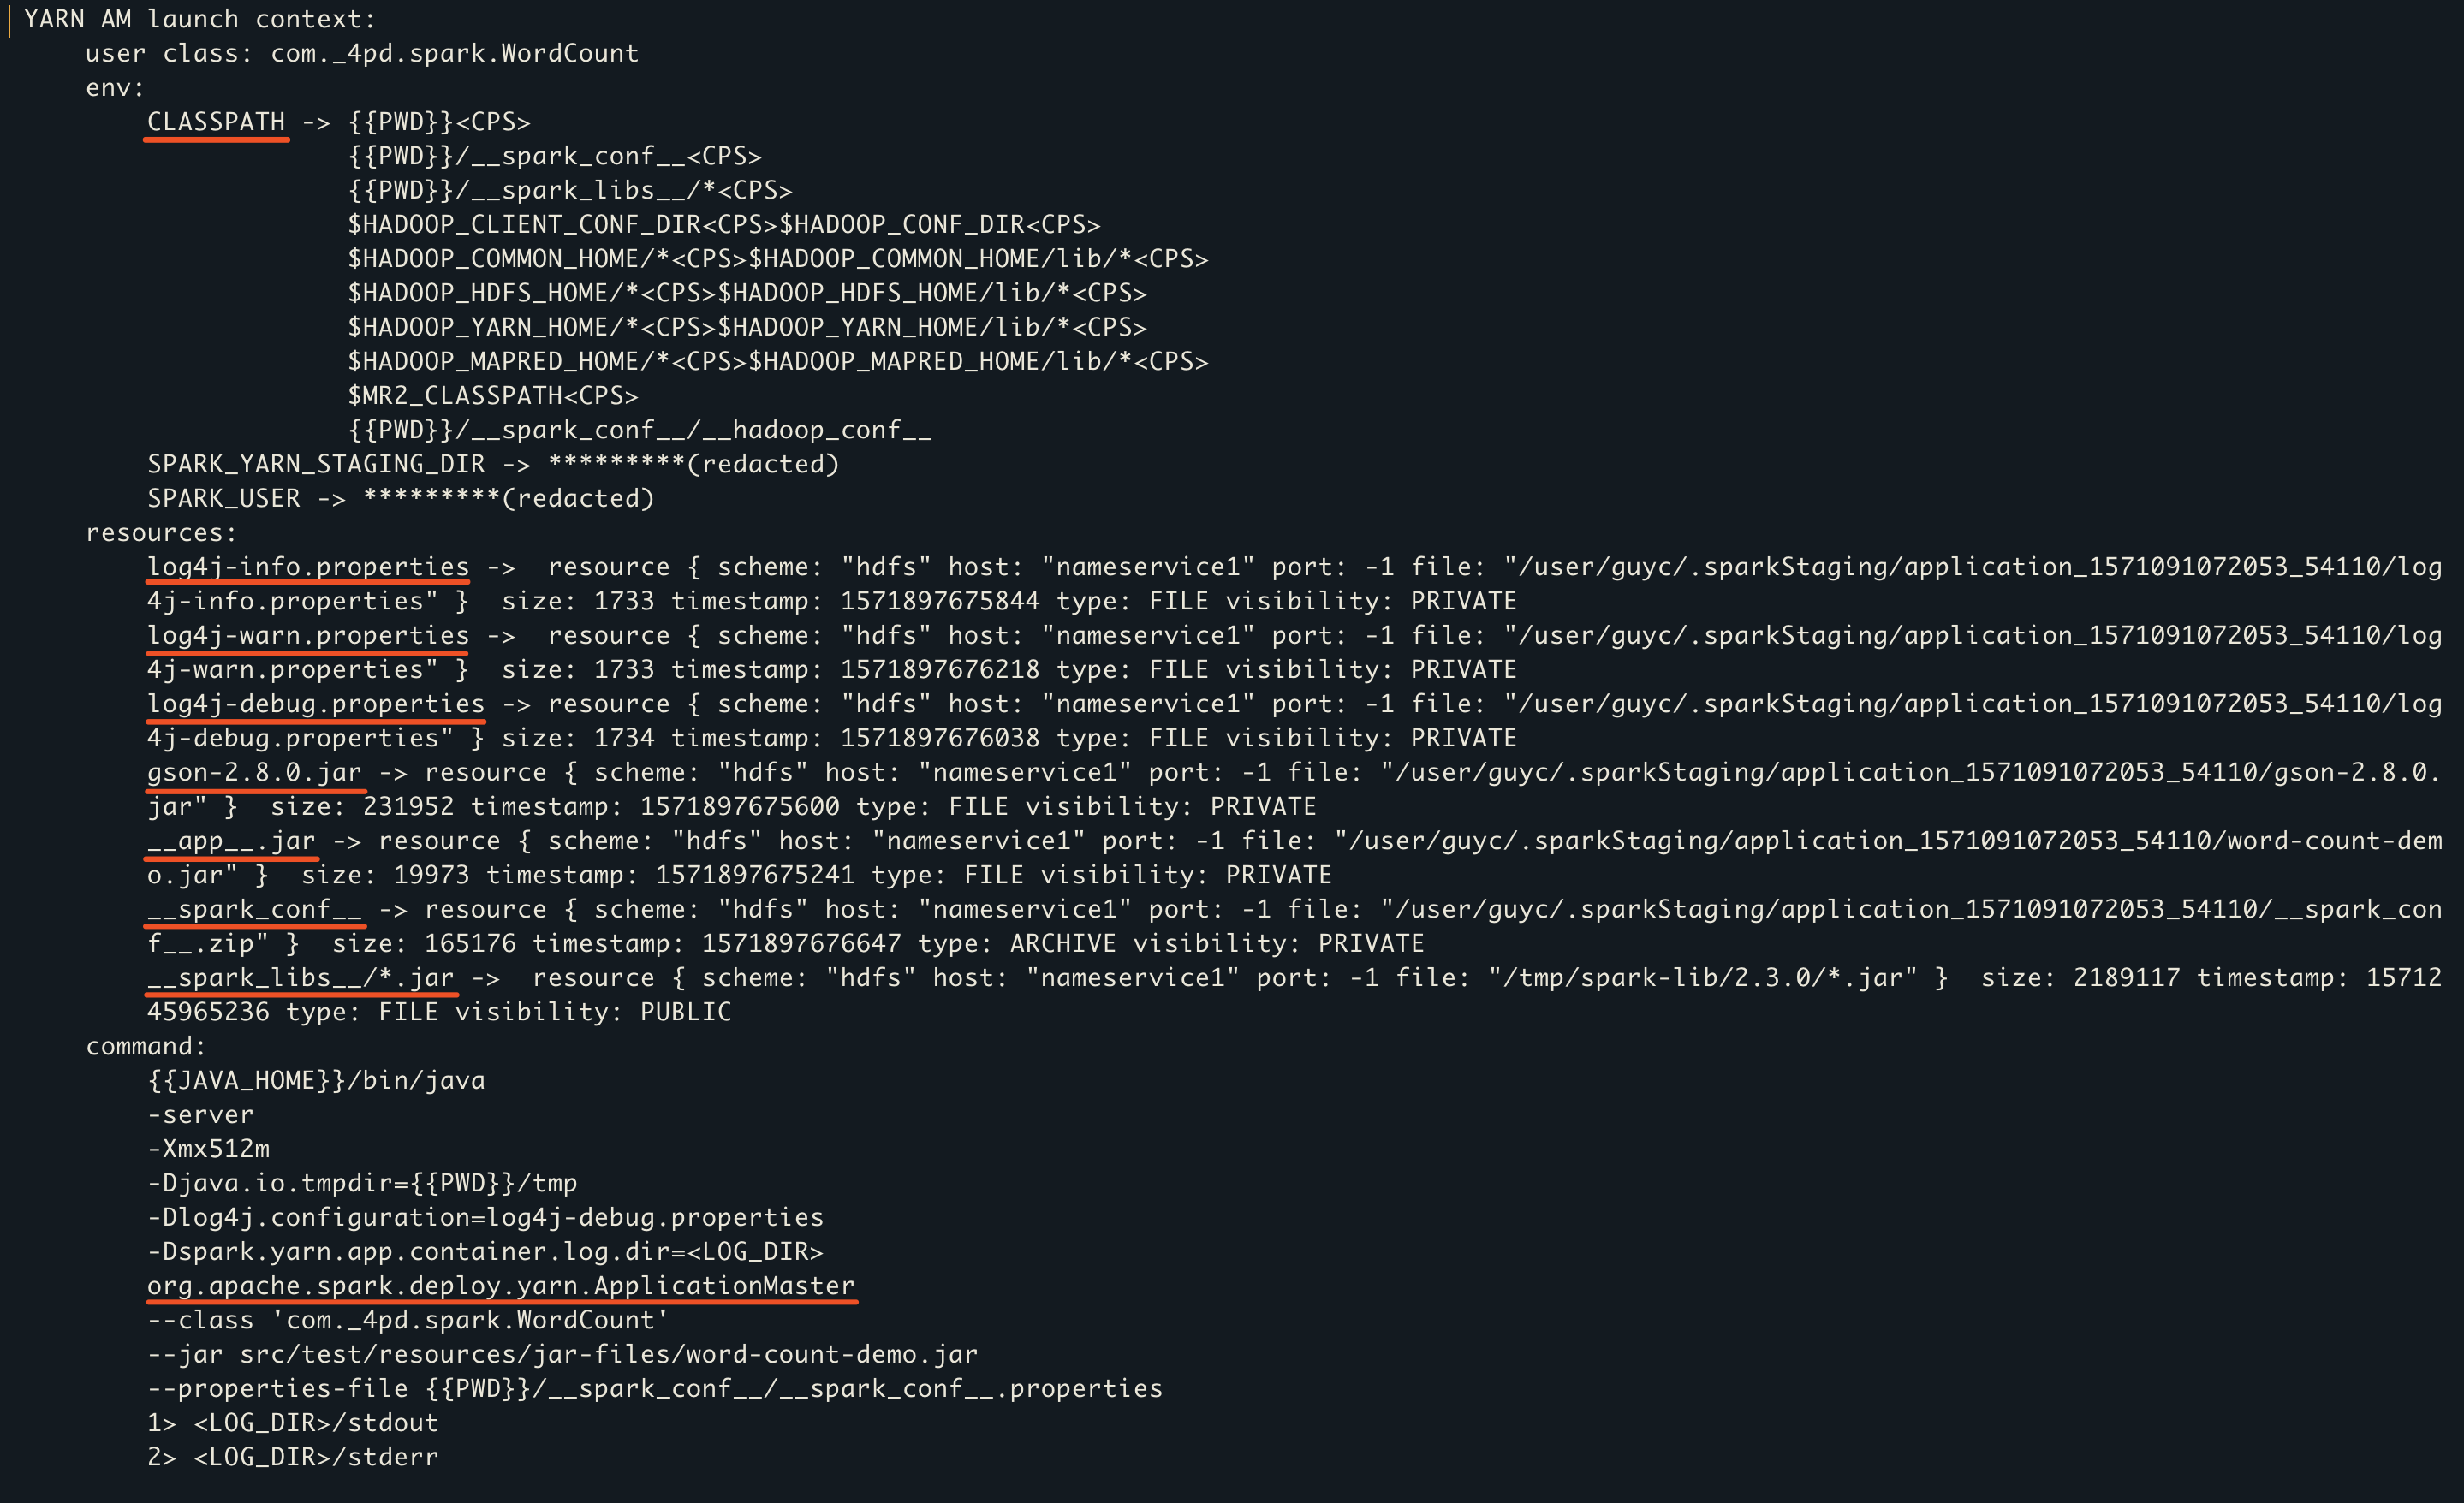 YARN AM launch context:
user class: com._4pd.spark.WordCount
env:
CLASSPATH -> {{PWD}}<CPS>
{{PWD}}/__spark_conf__<CPS>
{{PWD}}/__spark_libs__/*<CPS>
$HADOOP_CLIENT_CONF_DIR<CPS>$HADOOP_CONF_DIR<CPS>
$HADOOP_COMMON_HOME/*<CPS>$HADOOP_COMMON_HOME/lib/*<CPS>
$HADOOP_HDFS_HOME/*<CPS>$HADOOP_HDFS_HOME/lib/*<CPS>
$HADOOP_YARN_HOME/*<CPS>$HADOOP_YARN_HOME/lib/*<CPS>
$HADOOP_MAPRED_HOME/*<CPS>$HADOOP_MAPRED_HOME/lib/*<CPS>
$MR2_CLASSPATH<CPS>
{{PWD}}/__spark_conf__/__hadoop_conf__
SPARK_YARN_STAGING_DIR -> *********(redacted)
SPARK_USER -> *********(redacted)
resources:
log4j-info.properties ->  resource { scheme: "hdfs" host: "nameservice1" port: -1 file: "/user/guyc/.sparkStaging/application_1571091072053_54110/log
4j-info.properties" }  size: 1733 timestamp: 1571897675844 type: FILE visibility: PRIVATE
log4j-warn.properties ->  resource { scheme: "hdfs" host: "nameservice1" port: -1 file: "/user/guyc/.sparkStaging/application_1571091072053_54110/log
4j-warn.properties" }  size: 1733 timestamp: 1571897676218 type: FILE visibility: PRIVATE
log4j-debug.properties -> resource { scheme: "hdfs" host: "nameservice1" port: -1 file: "/user/guyc/.sparkStaging/application_1571091072053_54110/log
4j-debug.properties" } size: 1734 timestamp: 1571897676038 type: FILE visibility: PRIVATE
gson-2.8.0.jar -> resource { scheme: "hdfs" host: "nameservice1" port: -1 file: "/user/guyc/.sparkStaging/application_1571091072053_54110/gson-2.8.0.
jar" }  size: 231952 timestamp: 1571897675600 type: FILE visibility: PRIVATE
__app__.jar -> resource { scheme: "hdfs" host: "nameservice1" port: -1 file: "/user/guyc/.sparkStaging/application_1571091072053_54110/word-count-dem
o.jar" }  size: 19973 timestamp: 1571897675241 type: FILE visibility: PRIVATE
__spark_conf__ -> resource { scheme: "hdfs" host: "nameservice1" port: -1 file: "/user/guyc/.sparkStaging/application_1571091072053_54110/__spark_con
f__.zip" }  size: 165176 timestamp: 1571897676647 type: ARCHIVE visibility: PRIVATE
__spark_libs__/*.jar ->  resource { scheme: "hdfs" host: "nameservice1" port: -1 file: "/tmp/spark-lib/2.3.0/*.jar" }  size: 2189117 timestamp: 15712
45965236 type: FILE visibility: PUBLIC
command:
{{JAVA_HOME}}/bin/java
-server
-Xmx512m
-Djava.io.tmpdir={{PWD}}/tmp
-Dlog4j.configuration=log4j-debug.properties
-Dspark.yarn.app.container.log.dir=<LOG_DIR>
org.apache.spark.deploy.yarn.ApplicationMaster
--class 'com._4pd.spark.WordCount'
--jar src/test/resources/jar-files/word-count-demo.jar
--properties-file {{PWD}}/__spark_conf__/__spark_conf__.properties
1> <LOG_DIR>/stdout
2> <LOG_DIR>/stderr